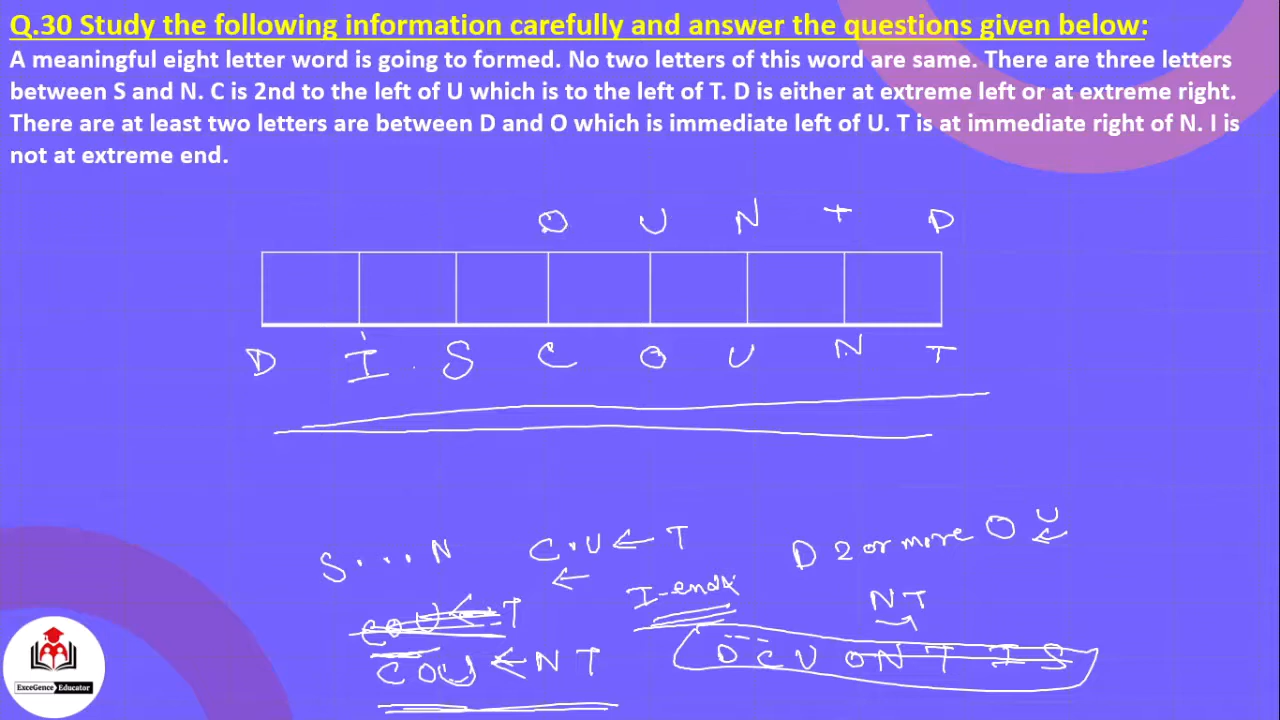 Q.30 Study the following information carefully and answer the questions given below:
A meaningful eight letter word is going to formed. No two letters of this word are same. There are three letters
between S and N. C is 2nd to the left of U which is to the left of T. D is either at extreme left or at extreme right.
There are at least two letters are between D and O which is immediate left of U. T is at immediate right of N. I is
not at extreme end.
O U N T D
D I S C O U N T
S . . . N C . U ← T D 2 or more O U
←
I-end× N T
COU ← T
COU ← N T D C U O N T I S
ExceGence Educator